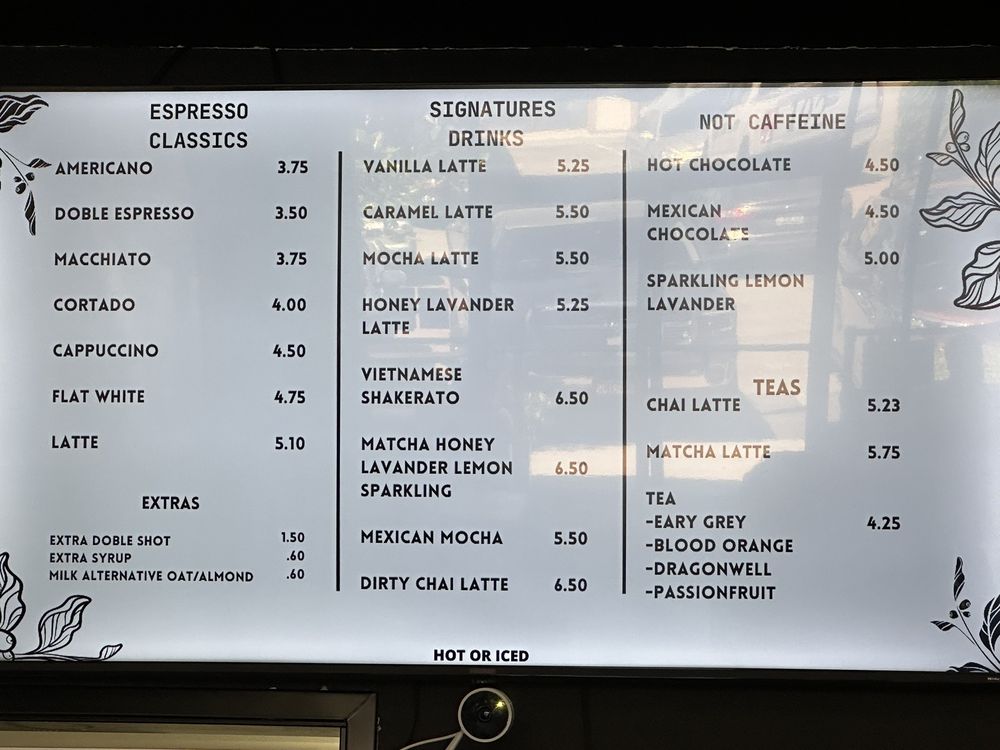 ESPRESSO
CLASSICS
AMERICANO 3.75
DOBLE ESPRESSO 3.50
MACCHIATO 3.75
CORTADO 4.00
CAPPUCCINO 4.50
FLAT WHITE 4.75
LATTE 5.10
EXTRAS
EXTRA DOBLE SHOT 1.50
EXTRA SYRUP .60
MILK ALTERNATIVE OAT/ALMOND .60
SIGNATURES
DRINKS
VANILLA LATTE 5.25
CARAMEL LATTE 5.50
MOCHA LATTE 5.50
HONEY LAVANDER 5.25
LATTE
VIETNAMESE
SHAKERATO 6.50
MATCHA HONEY
LAVANDER LEMON 6.50
SPARKLING
MEXICAN MOCHA 5.50
DIRTY CHAI LATTE 6.50
NOT CAFFEINE
HOT CHOCOLATE 4.50
MEXICAN 4.50
CHOCOLATE
5.00
SPARKLING LEMON
LAVANDER
TEAS
CHAI LATTE 5.23
MATCHA LATTE 5.75
TEA
-EARY GREY 4.25
-BLOOD ORANGE
-DRAGONWELL
-PASSIONFRUIT
HOT OR ICED